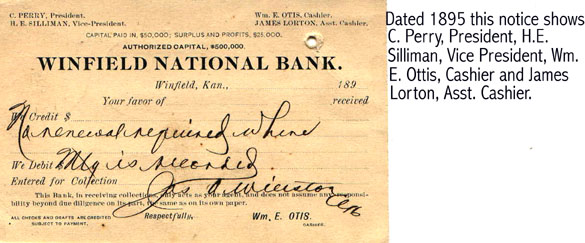 C. PERRY, President.
H. E. SILLIMAN, Vice-President.
Wm. E. OTIS, Cashier.
JAMES LORTON, Asst. Cashier.
CAPITAL PAID IN, $50,000; SURPLUS AND PROFITS, $25,000.
AUTHORIZED CAPITAL, $500,000.
WINFIELD NATIONAL BANK.
Winfield, Kan., 189
Your favor of received
We Credit $
No renewal required where
We Debit $ Mtg is recorded
Entered for Collection
This Bank, in receiving collections, only acts as your agent, and does not assume any responsi-
bility beyond due diligence on its part, the same as on its own paper.
ALL CHECKS AND DRAFTS ARE CREDITED
SUBJECT TO PAYMENT.
Respectfully,
Wm. E. OTIS.
CASHIER.
Dated 1895 this notice shows
C. Perry, President, H.E.
Silliman, Vice President, Wm.
E. Ottis, Cashier and James
Lorton, Asst. Cashier.